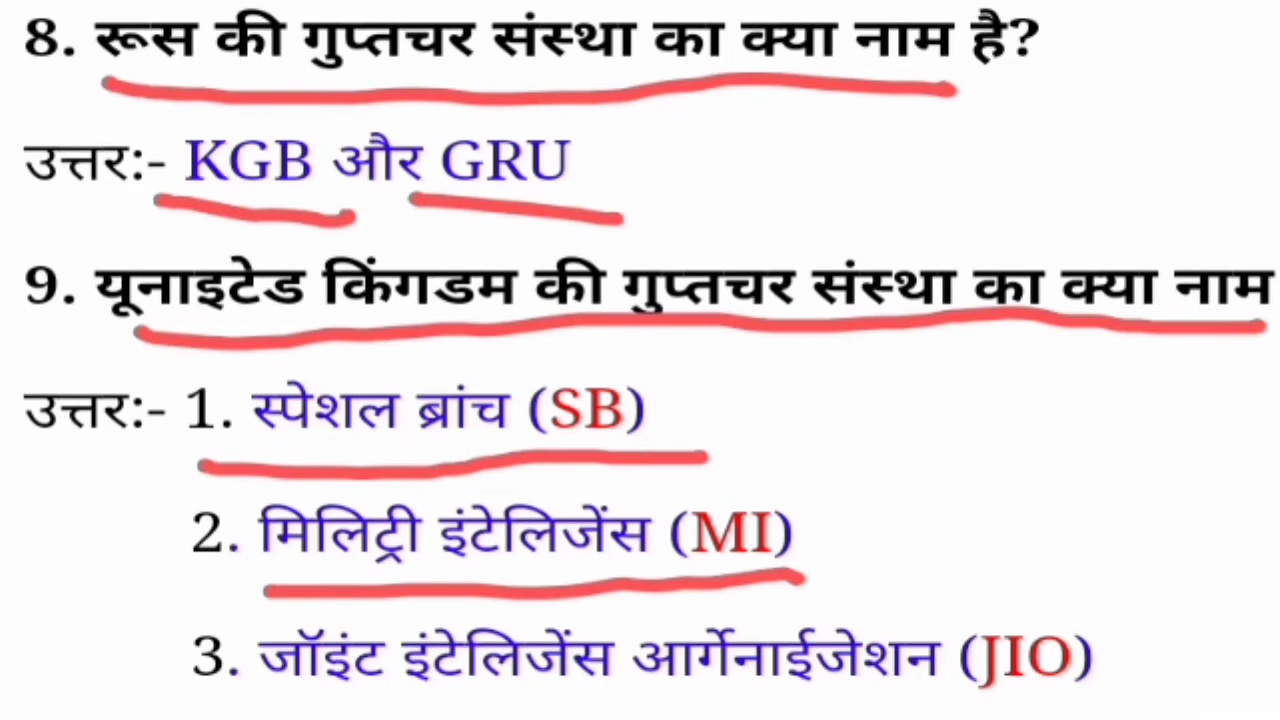 8. रूस की गुप्तचर संस्था का क्या नाम है?
उत्तर:- KGB और GRU
9. यूनाइटेड किंगडम की गुप्तचर संस्था का क्या नाम
उत्तर:- 1. स्पेशल ब्रांच (SB)
2. मिलिट्री इंटेलिजेंस (MI)
3. जॉइंट इंटेलिजेंस आर्गेनाईजेशन (JIO)